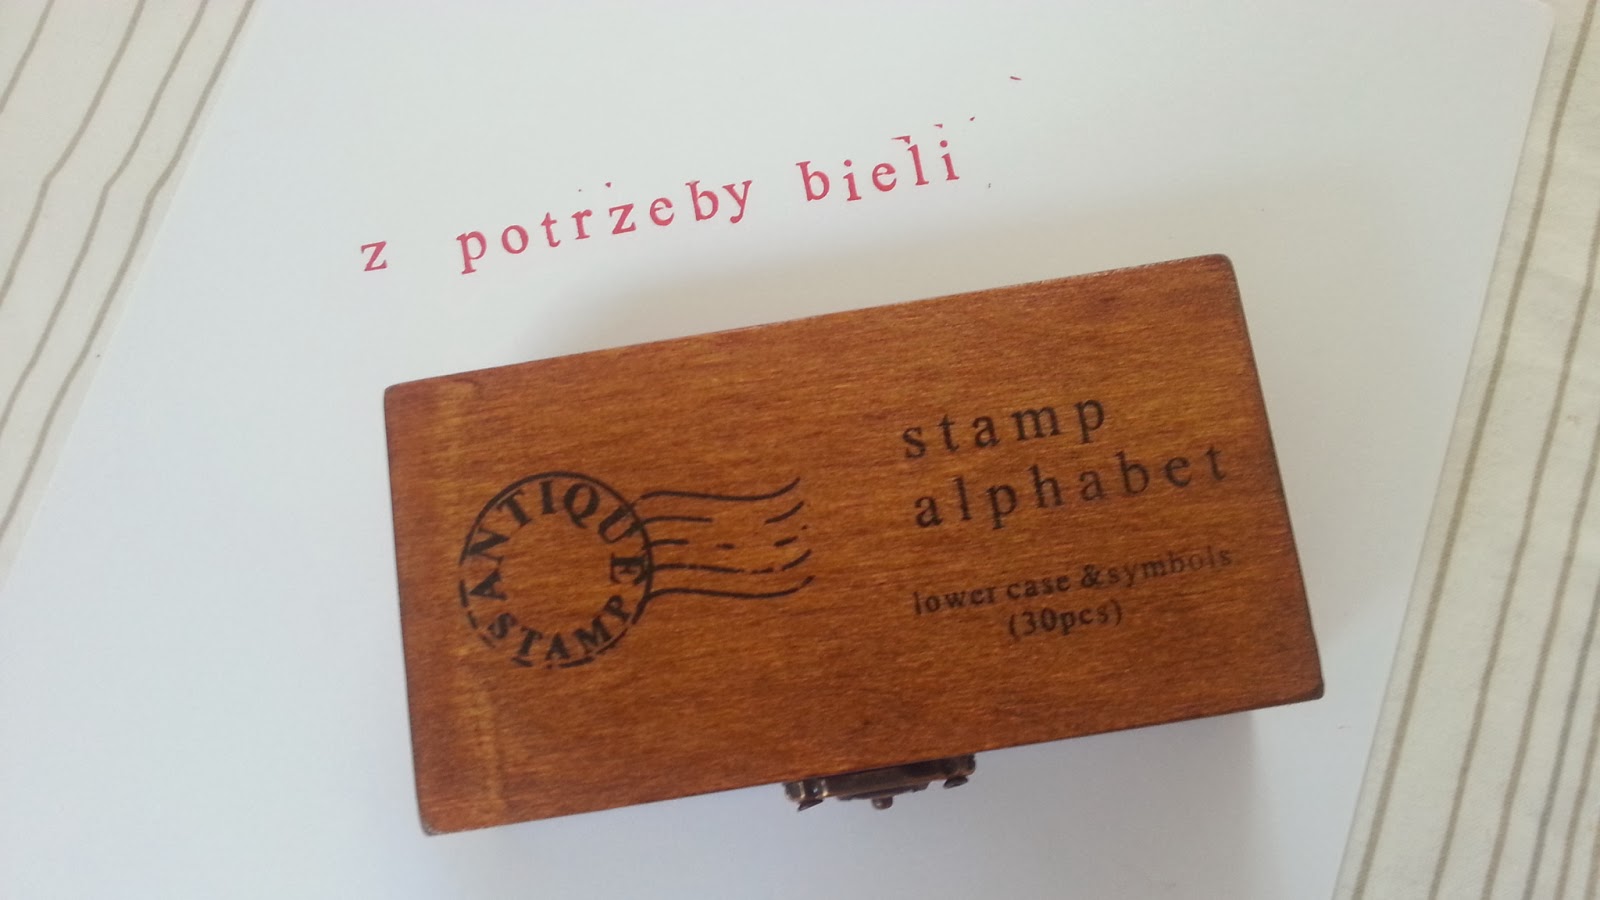 z potrzeby bieli
ANTIQUE
STAMP
stamp
alphabet
lower case & symbols
(30pcs)